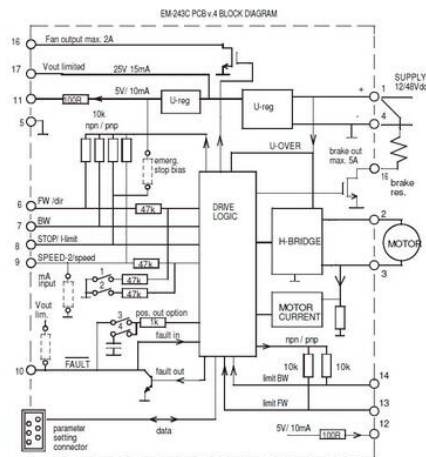 EM-243C PCB v.4 BLOCK DIAGRAM
16 Fan output max. 2A
17 Vout limited 25V 15mA
11 100R 5V/ 10mA U-reg U-reg + 1 SUPPLY 12/48Vdc
5 10k npn / pnp - 4
emerg. stop bias
U-OVER
brake out max. 5A
16 brake res.
6 FW /dir 47k
7 BW
8 STOP/ I-limit
9 SPEED-2/speed 47k
DRIVE LOGIC
H-BRIDGE
2
MOTOR
3
mA input
1 47k
2 47k
MOTOR CURRENT
Vout lim.
3 pos. out option
4 1k
fault in
npn / pnp
10k 10k
10 FAULT
fault out
limit BW 14
limit FW 13
12
5V/ 10mA 100R
parameter setting connector
data